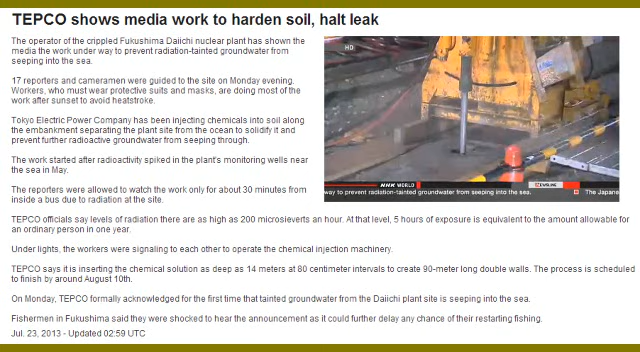 TEPCO shows media work to harden soil, halt leak
The operator of the crippled Fukushima Daiichi nuclear plant has shown the
media the work under way to prevent radiation-tainted groundwater from
seeping into the sea.
17 reporters and cameramen were guided to the site on Monday evening.
Workers, who must wear protective suits and masks, are doing most of the
work after sunset to avoid heatstroke.
Tokyo Electric Power Company has been injecting chemicals into soil along
the embankment separating the plant site from the ocean to solidify it and
prevent further radioactive groundwater from seeping through.
The work started after radioactivity spiked in the plant's monitoring wells near
the sea in May.
The reporters were allowed to watch the work only for about 30 minutes from
inside a bus due to radiation at the site.
HD
NHK WORLD
NEWSLINE
way to prevent radiation-tainted groundwater from seeping into the sea.
The Japanes
TEPCO officials say levels of radiation there are as high as 200 microsieverts an hour. At that level, 5 hours of exposure is equivalent to the amount allowable for
an ordinary person in one year.
Under lights, the workers were signaling to each other to operate the chemical injection machinery.
TEPCO says it is inserting the chemical solution as deep as 14 meters at 80 centimeter intervals to create 90-meter long double walls. The process is scheduled
to finish by around August 10th.
On Monday, TEPCO formally acknowledged for the first time that tainted groundwater from the Daiichi plant site is seeping into the sea.
Fishermen in Fukushima said they were shocked to hear the announcement as it could further delay any chance of their restarting fishing.
Jul. 23, 2013 - Updated 02:59 UTC